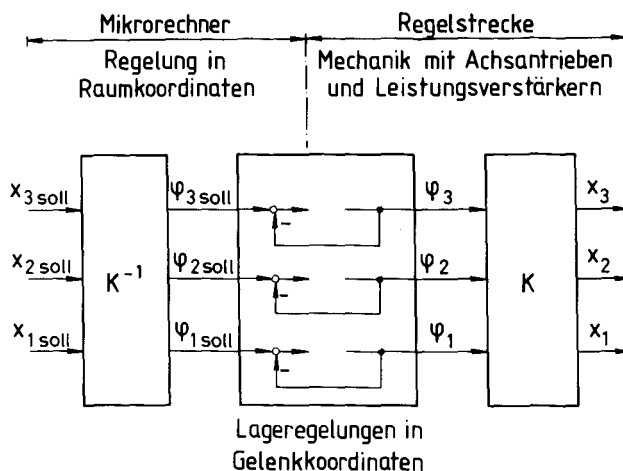 Mikrorechner
Regelstrecke
Regelung in
Raumkoordinaten
Mechanik mit Achsantrieben
und Leistungsverstärkern
x3 soll
φ3 soll
φ3
x3
x2 soll
φ2 soll
φ2
x2
K⁻¹
K
x1 soll
φ1 soll
φ1
x1
−
−
−
Lageregelungen in
Gelenkkoordinaten